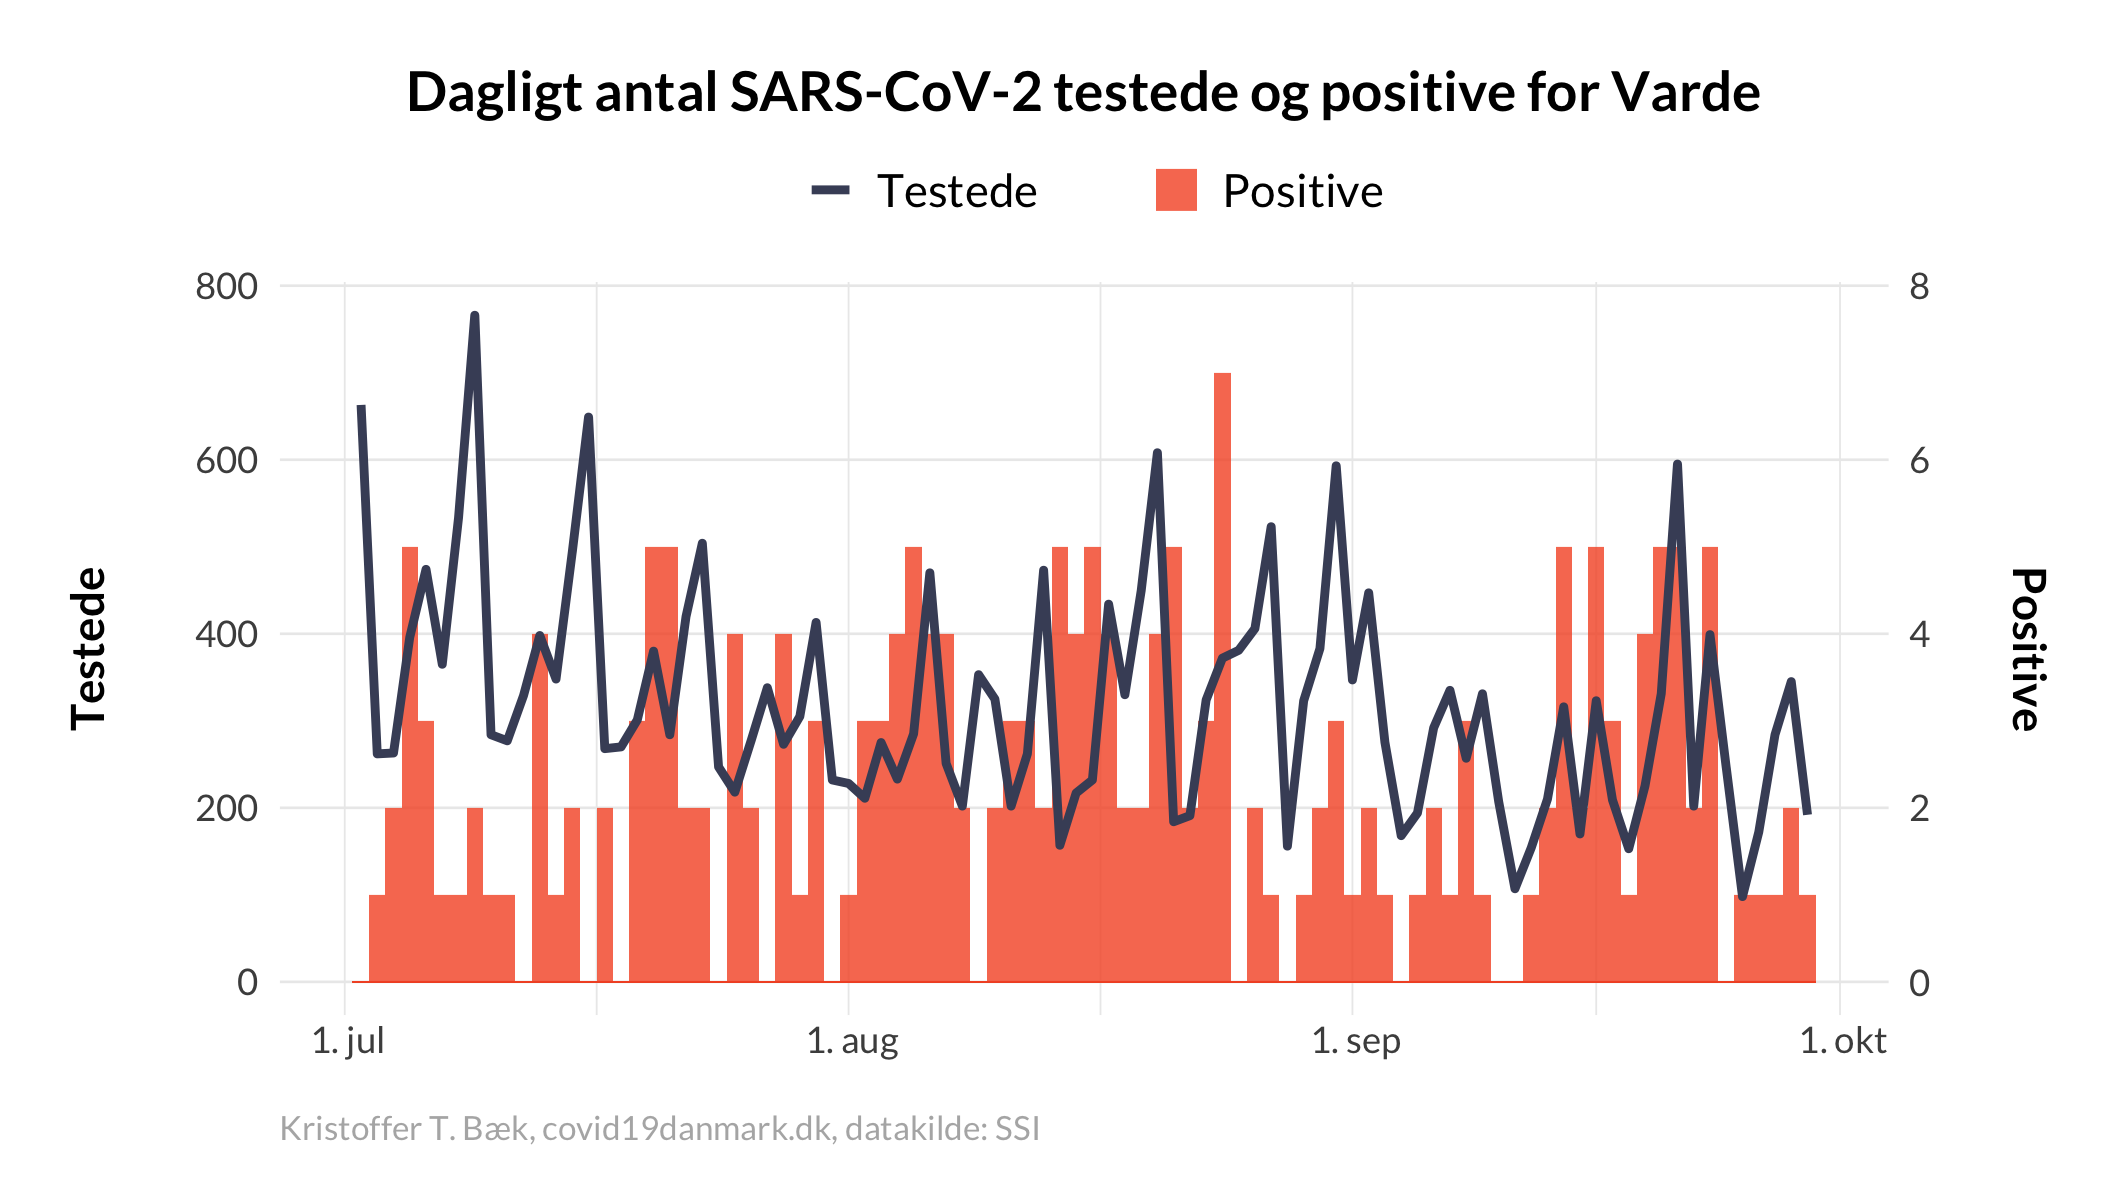 Dagligt antal SARS-CoV-2 testede og positive for Varde
Testede Positive
800 8
600 6
400 4
200 2
0 0
Testede
Positive
1. jul 1. aug 1. sep 1. okt
Kristoffer T. Bæk, covid19danmark.dk, datakilde: SSI